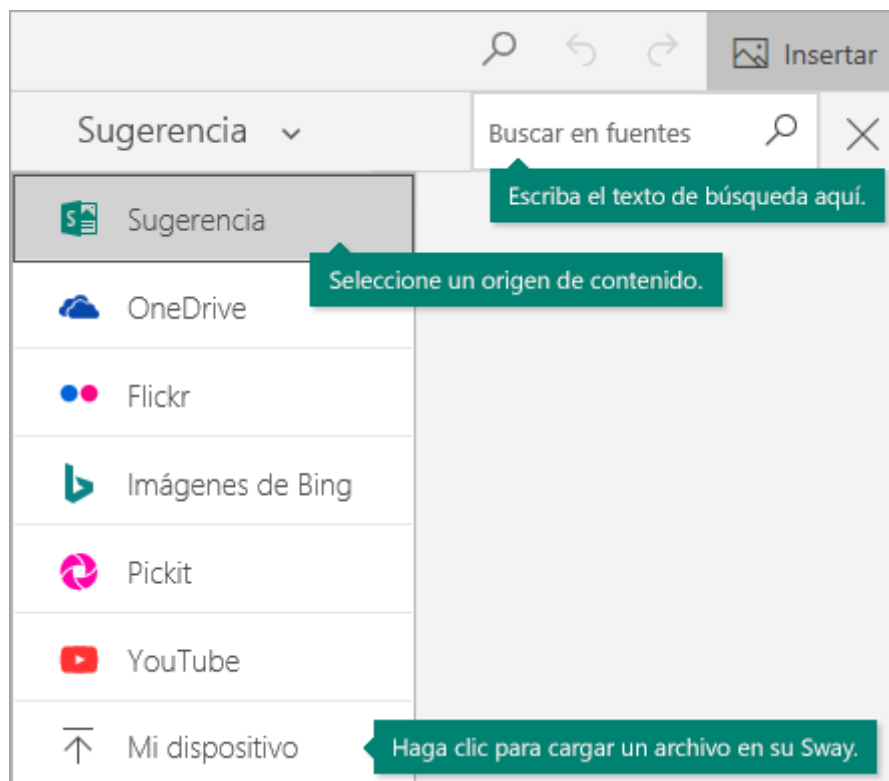 Insertar
Sugerencia
Buscar en fuentes
Escriba el texto de búsqueda aquí.
Sugerencia
Seleccione un origen de contenido.
OneDrive
Flickr
Imágenes de Bing
Pickit
YouTube
Mi dispositivo
Haga clic para cargar un archivo en su Sway.